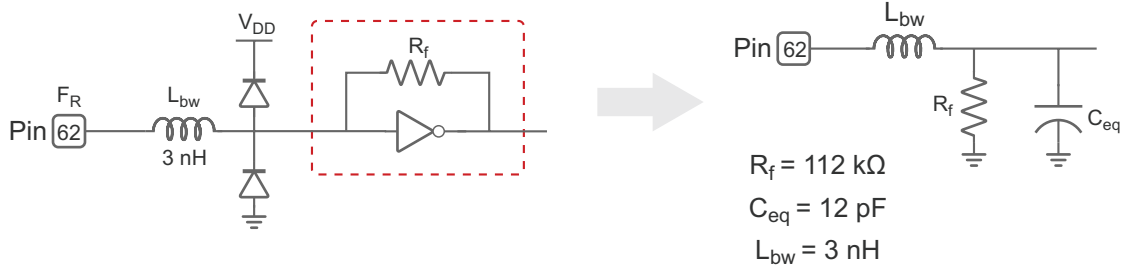 V_DD
R_f
F_R
L_bw
Pin 62
3 nH
L_bw
Pin 62
R_f
C_eq
R_f = 112 kΩ
C_eq = 12 pF
L_bw = 3 nH